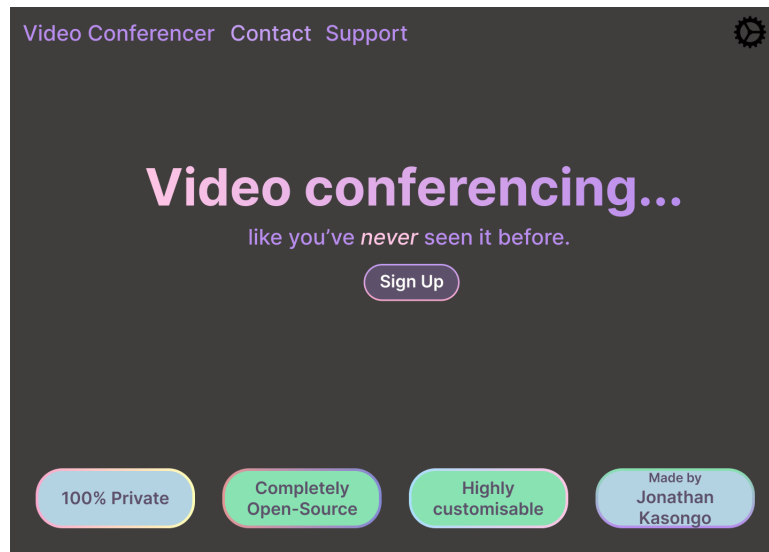 Video Conferencer Contact Support
Video conferencing...
like you’ve never seen it before.
Sign Up
100% Private
Completely
Open-Source
Highly
customisable
Made by
Jonathan
Kasongo